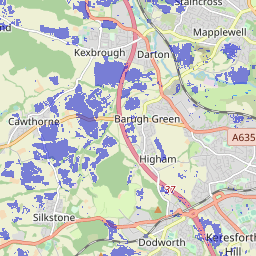 Staincross
Mapplewell
Kexbrough
Darton
Cawthorne
Barugh Green
A635
Higham
37
Silkstone
Dodworth
Keresforth
Hill